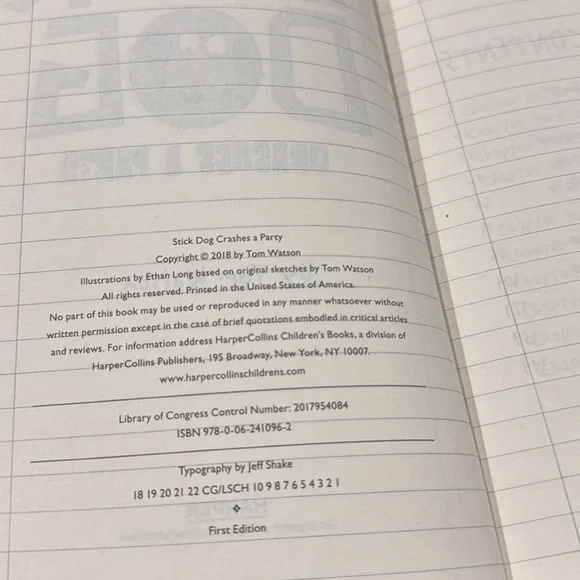 Stick Dog Crashes a Party
Copyright © 2018 by Tom Watson
Illustrations by Ethan Long based on original sketches by Tom Watson
All rights reserved. Printed in the United States of America.
No part of this book may be used or reproduced in any manner whatsoever without
written permission except in the case of brief quotations embodied in critical articles
and reviews. For information address HarperCollins Children's Books, a division of
HarperCollins Publishers, 195 Broadway, New York, NY 10007.
www.harpercollinschildrens.com
Library of Congress Control Number: 2017954084
ISBN 978-0-06-241096-2
Typography by Jeff Shake
18 19 20 21 22 CG/LSCH 10 9 8 7 6 5 4 3 2 1
❖
First Edition